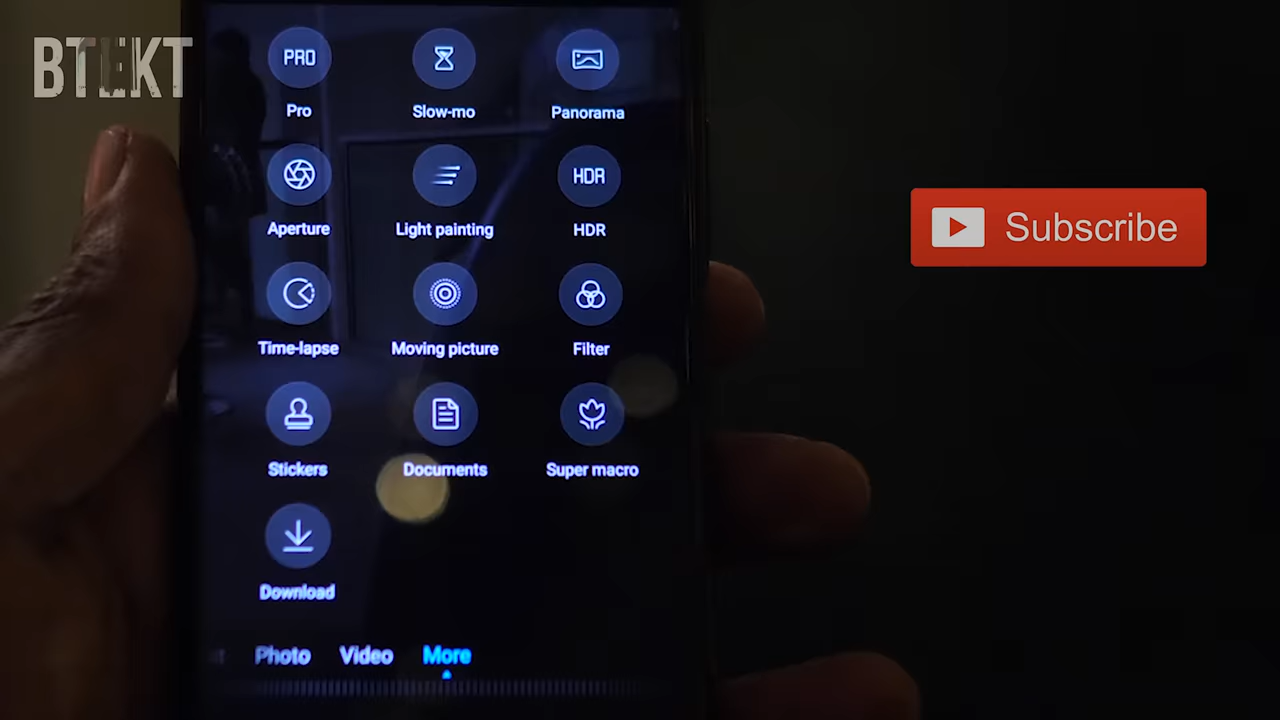 BTEKT
PRO
Pro
Slow-mo
Panorama
Aperture
Light painting
HDR
HDR
Time-lapse
Moving picture
Filter
Stickers
Documents
Super macro
Download
Photo Video More
Subscribe